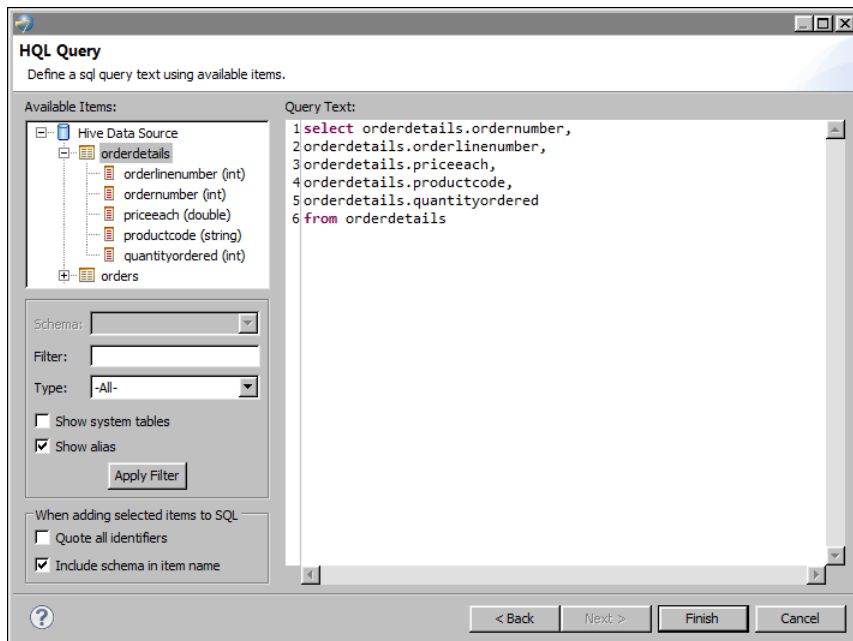 HQL Query
Define a sql query text using available items.
Available Items:
Hive Data Source
orderdetails
orderlinenumber (int)
ordernumber (int)
priceeach (double)
productcode (string)
quantityordered (int)
orders
Schema:
Filter:
Type: -All-
Show system tables
Show alias
Apply Filter
When adding selected items to SQL
Quote all identifiers
Include schema in item name
Query Text:
1 select orderdetails.ordernumber,
2 orderdetails.orderlinenumber,
3 orderdetails.priceeach,
4 orderdetails.productcode,
5 orderdetails.quantityordered
6 from orderdetails
?
< Back Next > Finish Cancel